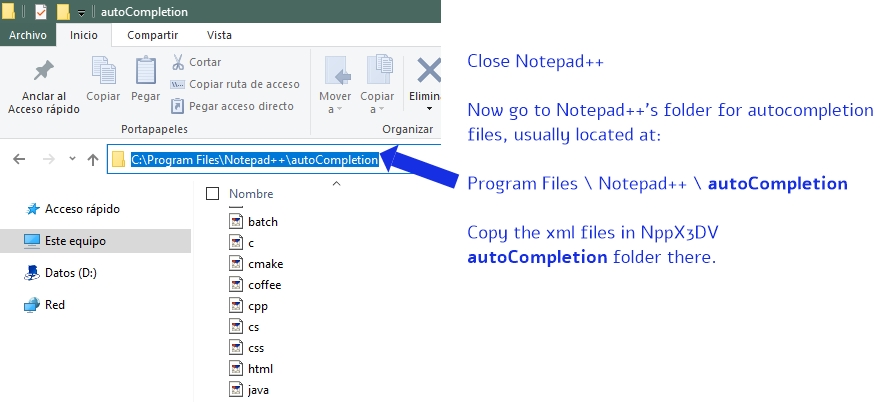 autoCompletion
Archivo Inicio Compartir Vista
Anclar al
Acceso rápido
Copiar
Pegar
Cortar
Copiar ruta de acceso
Pegar acceso directo
Portapapeles
Mover
a
Copiar
a
Elimin
Organizar
C:\Program Files\Notepad++\autoCompletion
Acceso rápido
Este equipo
Datos (D:)
Red
Nombre
batch
c
cmake
coffee
cpp
cs
css
html
java
Close Notepad++
Now go to Notepad++'s folder for autocompletion
files, usually located at:
Program Files \ Notepad++ \ autoCompletion
Copy the xml files in NppX3DV
autoCompletion folder there.